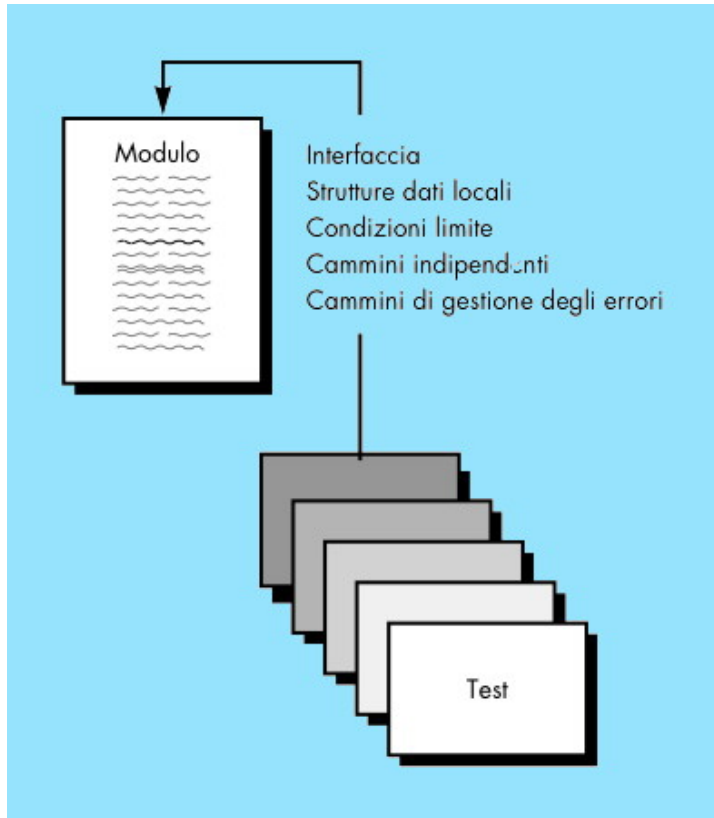 Modulo
Interfaccia
Strutture dati locali
Condizioni limite
Cammini indipendenti
Cammini di gestione degli errori
Test